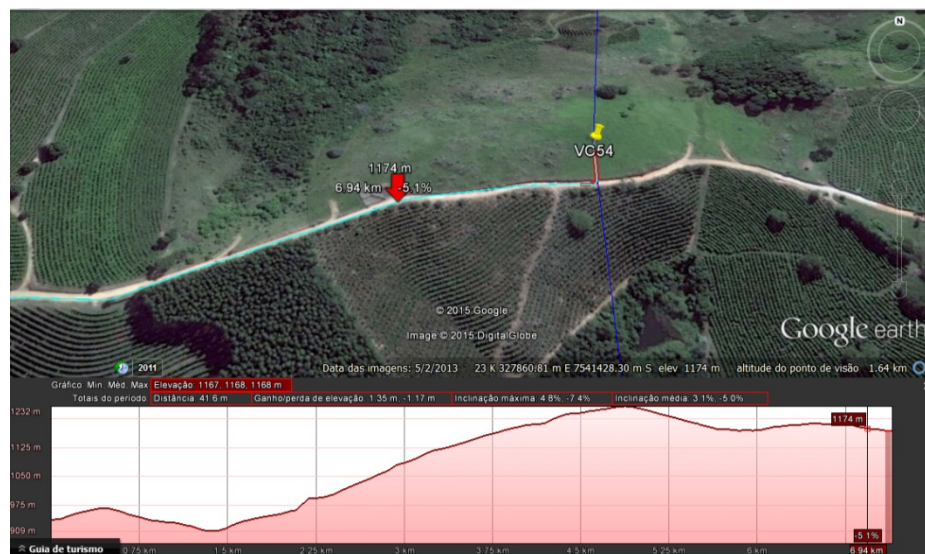 N
VC54
1174 m
6.94 km -5.1%
© 2015 Google
Image © 2015 DigitalGlobe
Google earth
2011
Data das imagens: 5/2/2013 23 K 327860.81 m E 7541428.30 m S elev 1174 m altitude do ponto de visão 1.64 km
Gráfico: Mín, Méd, Máx Elevação: 1167, 1168, 1168 m
Totais do período: Distância: 41.6 m Ganho/perda de elevação: 1.35 m, -1.17 m Inclinação máxima: 4.8%, -7.4% Inclinação média: 3.1%, -5.0%
1232 m
1174 m
1125 m
1050 m
975 m
909 m
-5.1%
Guia de turismo 0.75 km 1.5 km 2.25 km 3 km 3.75 km 4.5 km 5.25 km 6 km 6.94 km